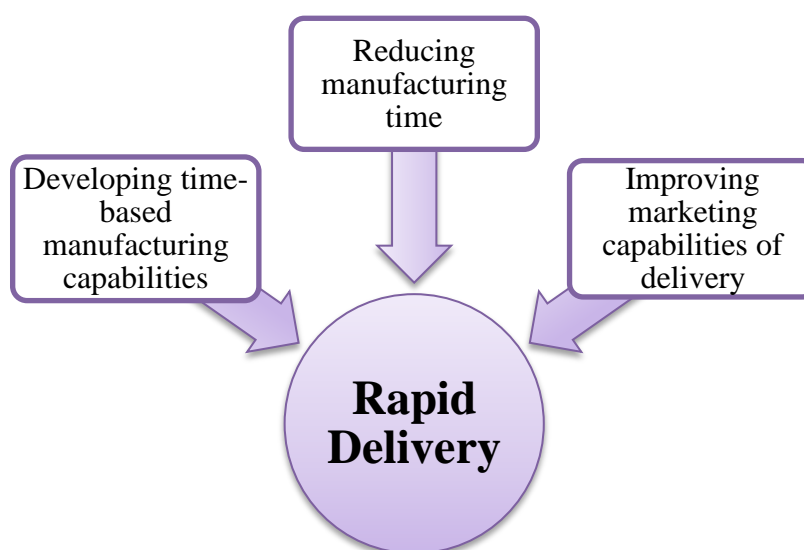 Reducing
manufacturing
time
Developing time-
based
manufacturing
capabilities
Improving
marketing
capabilities of
delivery
Rapid
Delivery